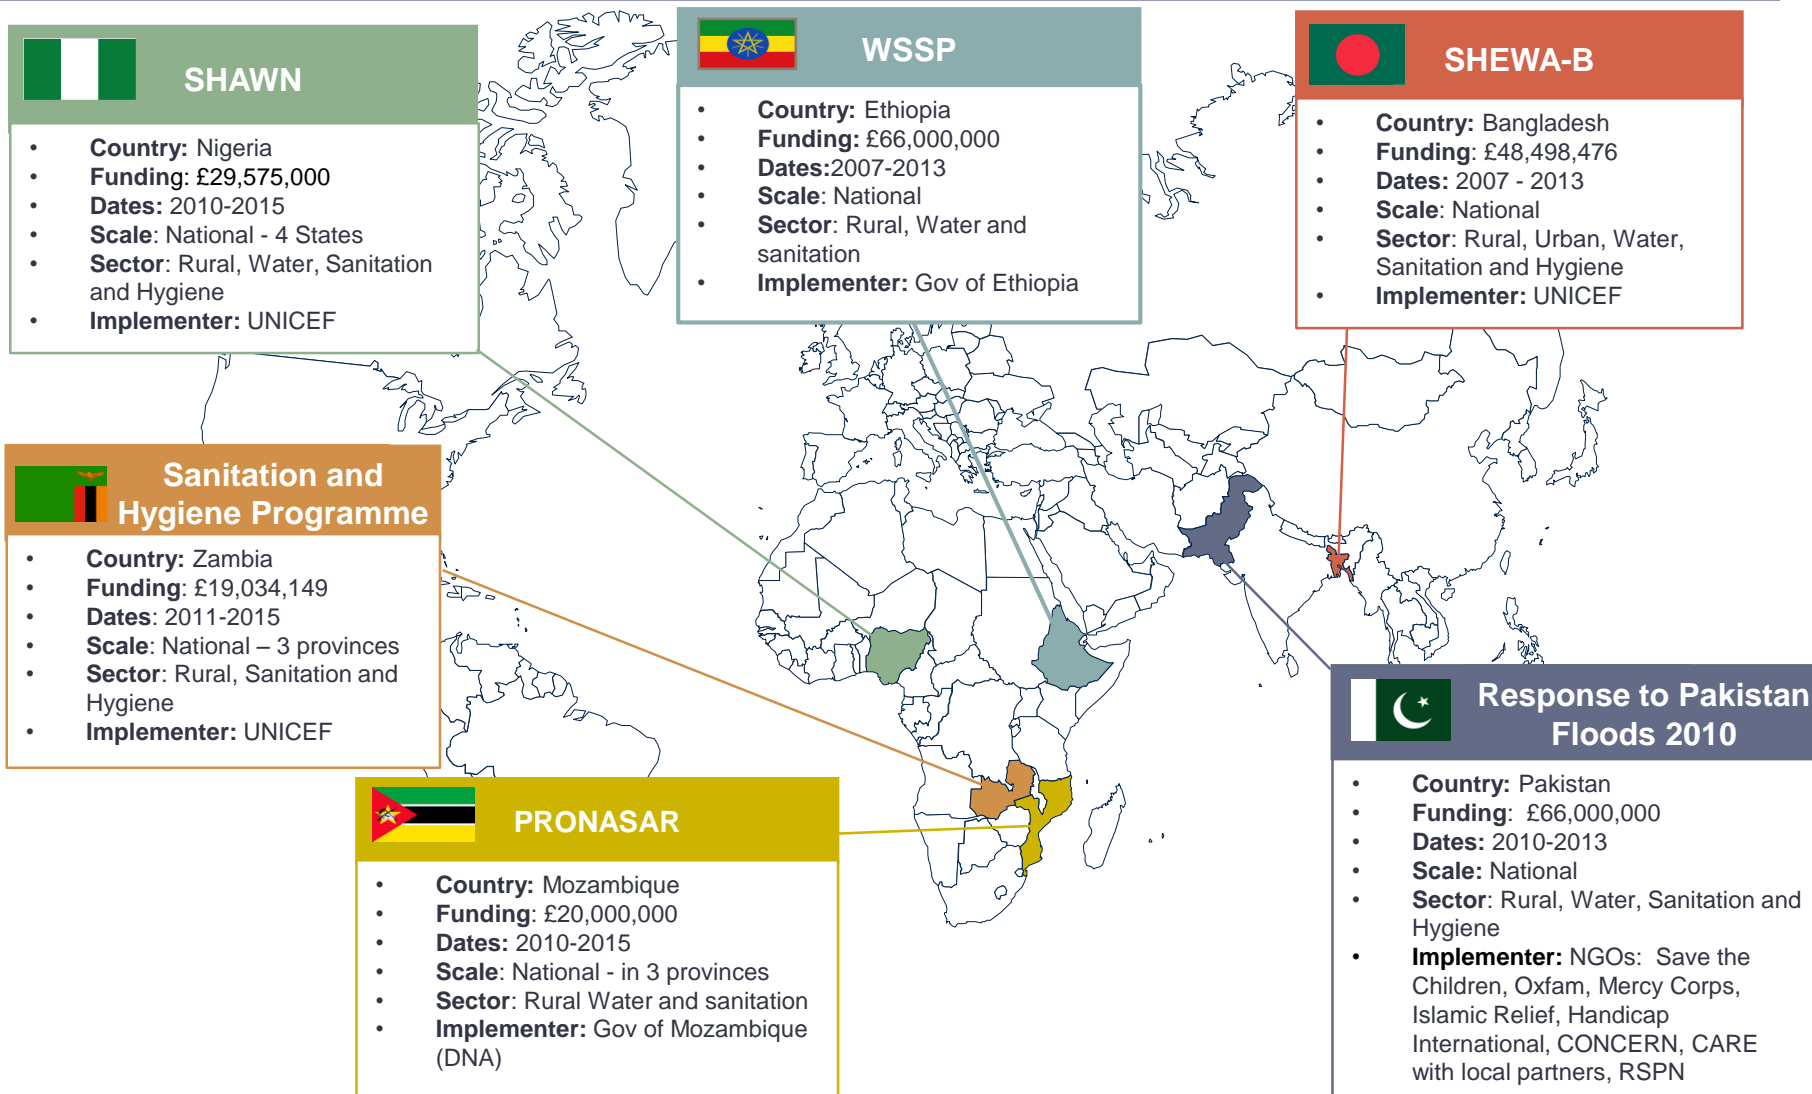 SHAWN
• Country: Nigeria
• Funding: £29,575,000
• Dates: 2010-2015
• Scale: National - 4 States
• Sector: Rural, Water, Sanitation
and Hygiene
• Implementer: UNICEF
WSSP
• Country: Ethiopia
• Funding: £66,000,000
• Dates:2007-2013
• Scale: National
• Sector: Rural, Water and
sanitation
• Implementer: Gov of Ethiopia
SHEWA-B
• Country: Bangladesh
• Funding: £48,498,476
• Dates: 2007 - 2013
• Scale: National
• Sector: Rural, Urban, Water,
Sanitation and Hygiene
• Implementer: UNICEF
Sanitation and
Hygiene Programme
• Country: Zambia
• Funding: £19,034,149
• Dates: 2011-2015
• Scale: National – 3 provinces
• Sector: Rural, Sanitation and
Hygiene
• Implementer: UNICEF
PRONASAR
• Country: Mozambique
• Funding: £20,000,000
• Dates: 2010-2015
• Scale: National - in 3 provinces
• Sector: Rural Water and sanitation
• Implementer: Gov of Mozambique
(DNA)
Response to Pakistan
Floods 2010
• Country: Pakistan
• Funding: £66,000,000
• Dates: 2010-2013
• Scale: National
• Sector: Rural, Water, Sanitation and
Hygiene
• Implementer: NGOs: Save the
Children, Oxfam, Mercy Corps,
Islamic Relief, Handicap
International, CONCERN, CARE
with local partners, RSPN